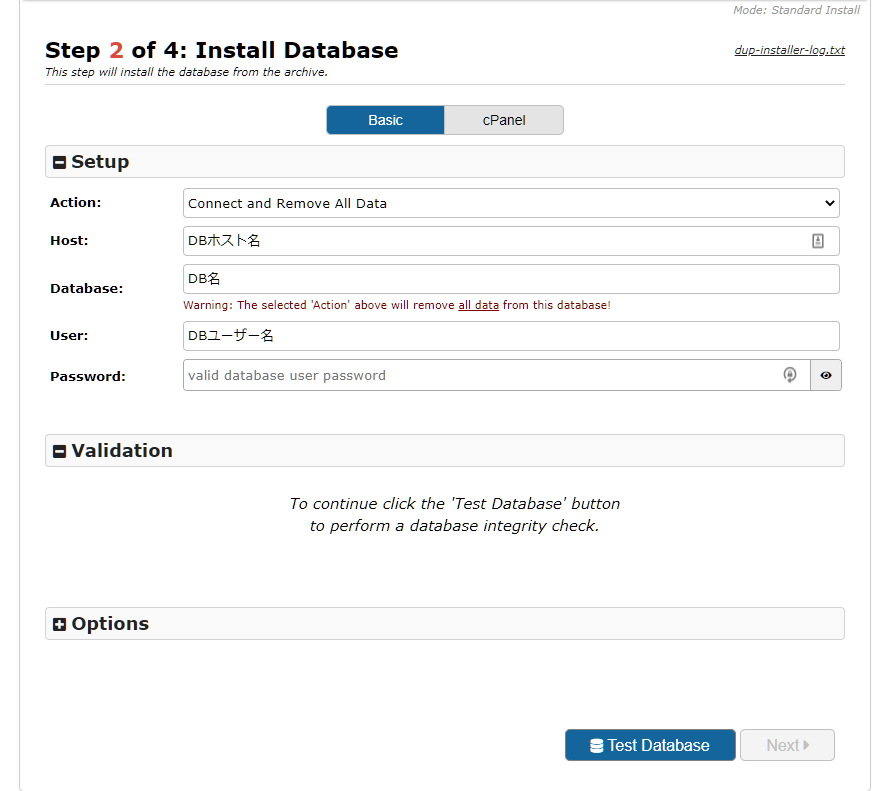 Mode: Standard Install
Step 2 of 4: Install Database
dup-installer-log.txt
This step will install the database from the archive.
Basic
cPanel
Setup
Action:
Connect and Remove All Data
Host:
DBホスト名
Database:
DB名
Warning: The selected 'Action' above will remove all data from this database!
User:
DBユーザー名
Password:
valid database user password
Validation
To continue click the 'Test Database' button
to perform a database integrity check.
Options
Test Database
Next